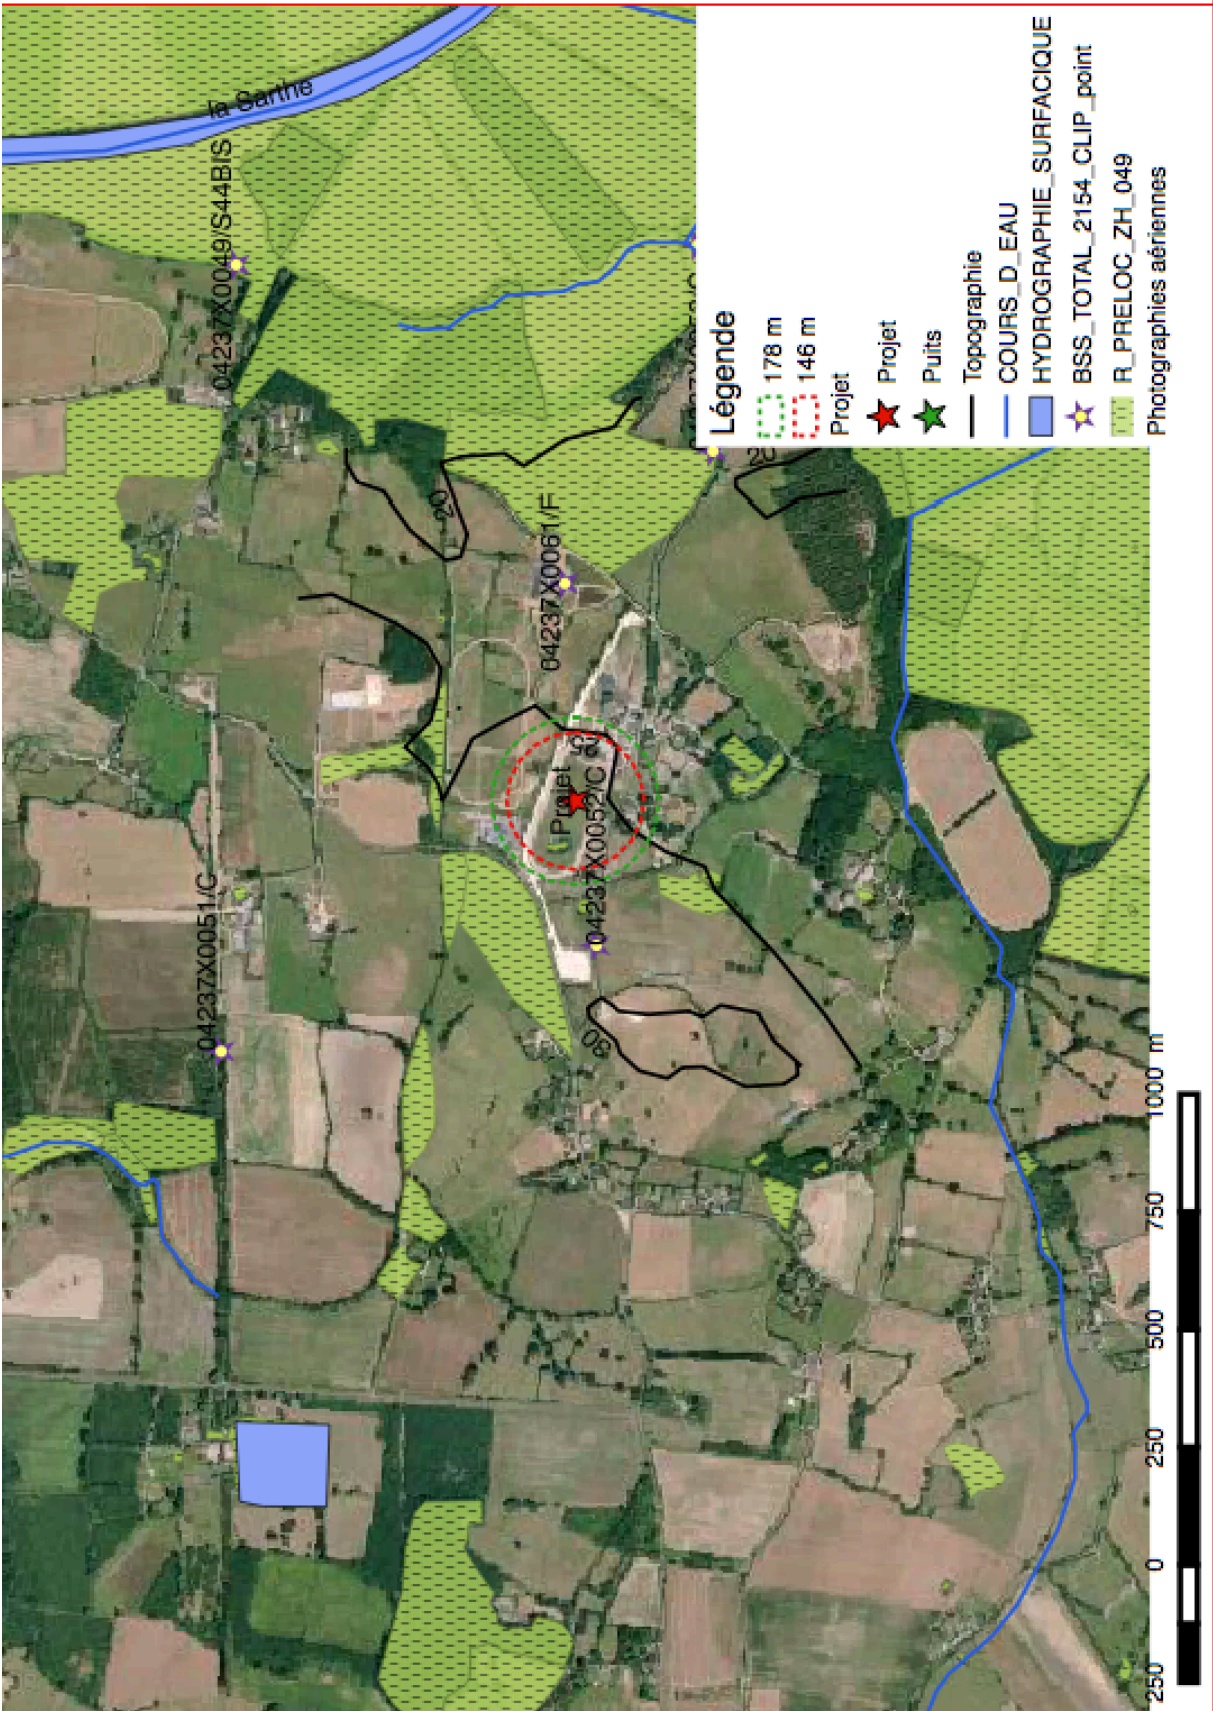 la Sarthe
04237X0049/S44BIS
04237X0051/C
20
04237X0061/F
25
Projet
04237X0052/C
30
20
Légende
178 m
146 m
Projet
Projet
Puits
Topographie
COURS_D_EAU
HYDROGRAPHIE_SURFACIQUE
BSS_TOTAL_2154_CLIP_point
R_PRELOC_ZH_049
Photographies aériennes
250 0 250 500 750 1000 m